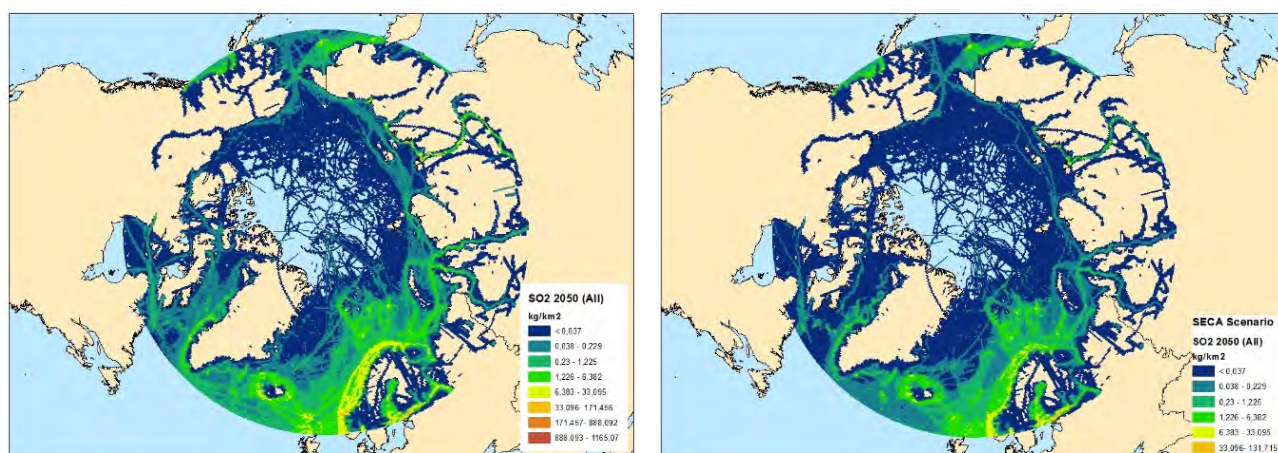 SO2 2050 (All)
kg/km2
< 0,037
0,038 - 0,229
0,23 - 1,225
1,226 - 6,382
6,383 - 33,095
33,096- 171,456
171,457- 888,092
888,093 - 1165,07
SECA Scenario
SO2 2050 (All)
kg/km2
< 0,037
0,038 - 0,229
0,23 - 1,225
1,226 - 6,382
6,383 - 33,095
33,096- 131,715